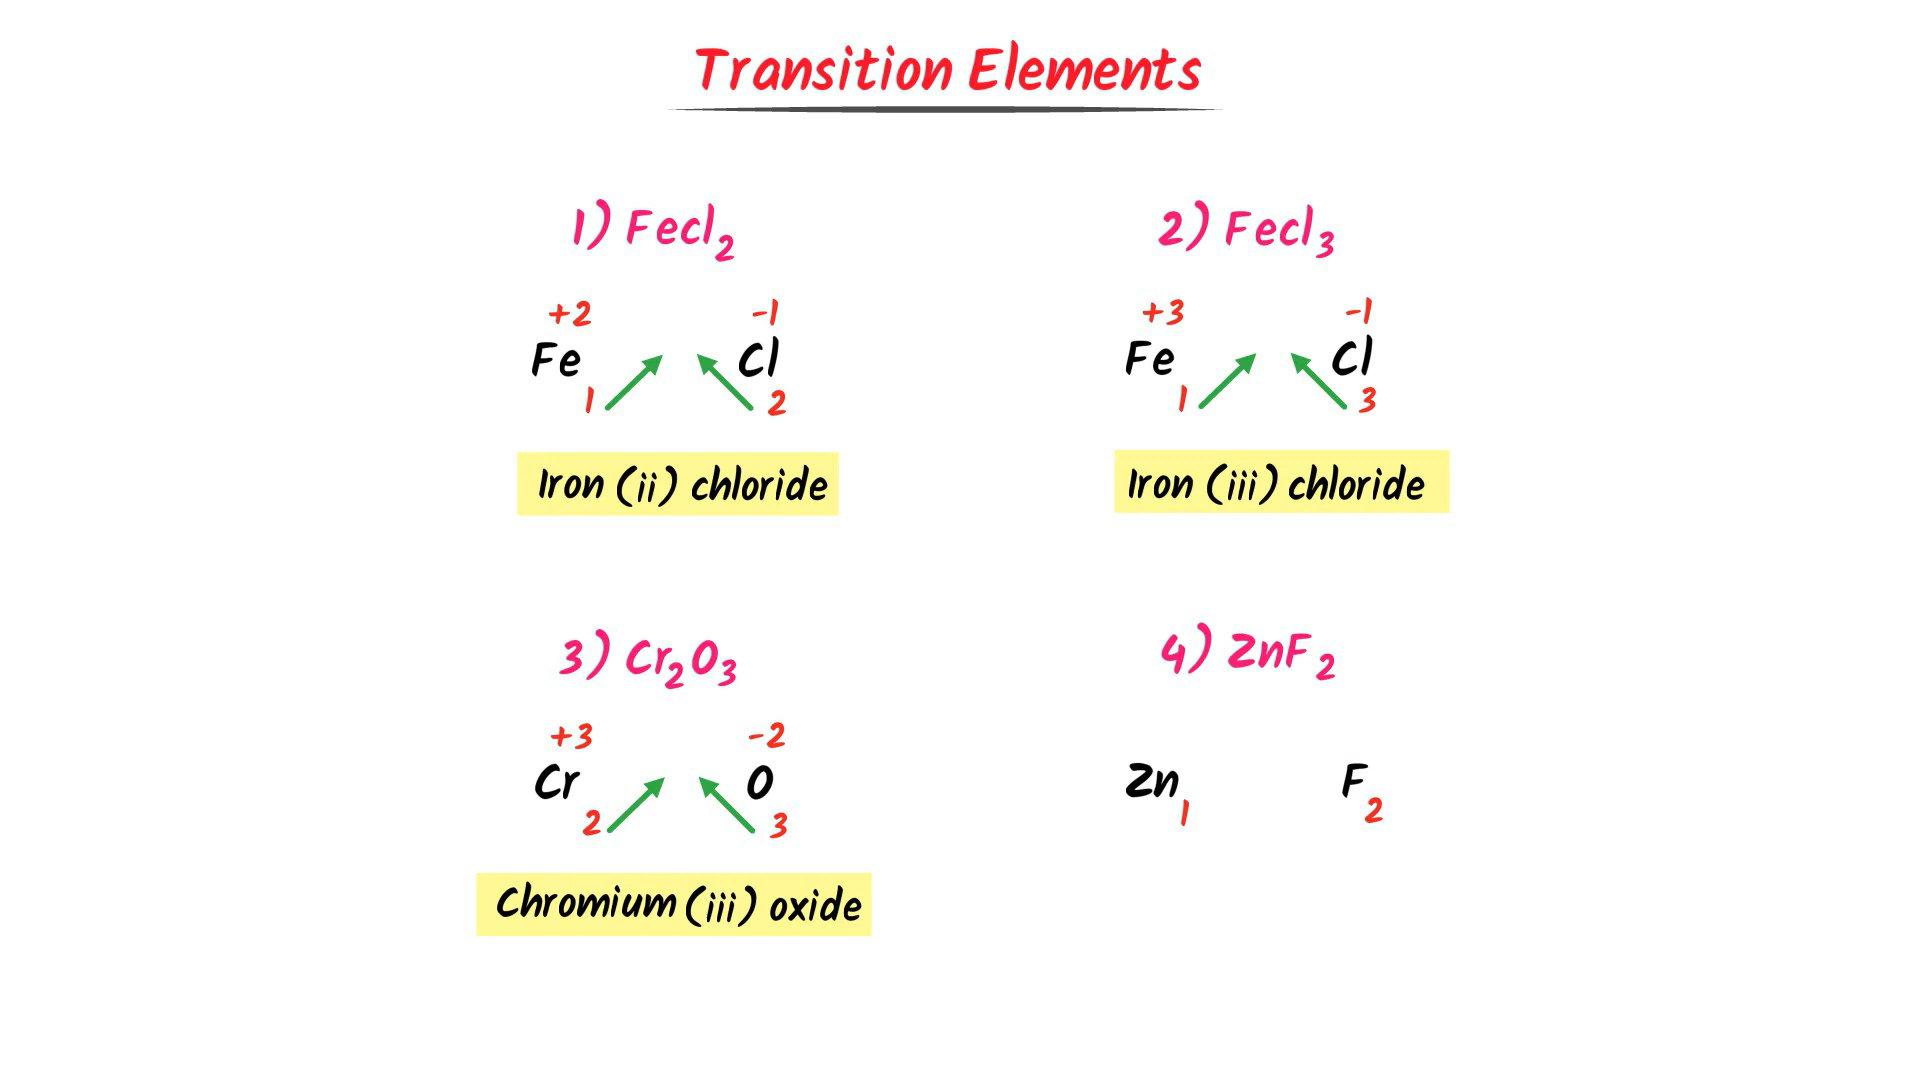 Transition Elements
1) Fecl2
+2 -1
Fe Cl
1 2
Iron (ii) chloride
2) Fecl3
+3 -1
Fe Cl
1 3
Iron (iii) chloride
3) Cr2O3
+3 -2
Cr O
2 3
Chromium (iii) oxide
4) ZnF2
Zn F
1 2